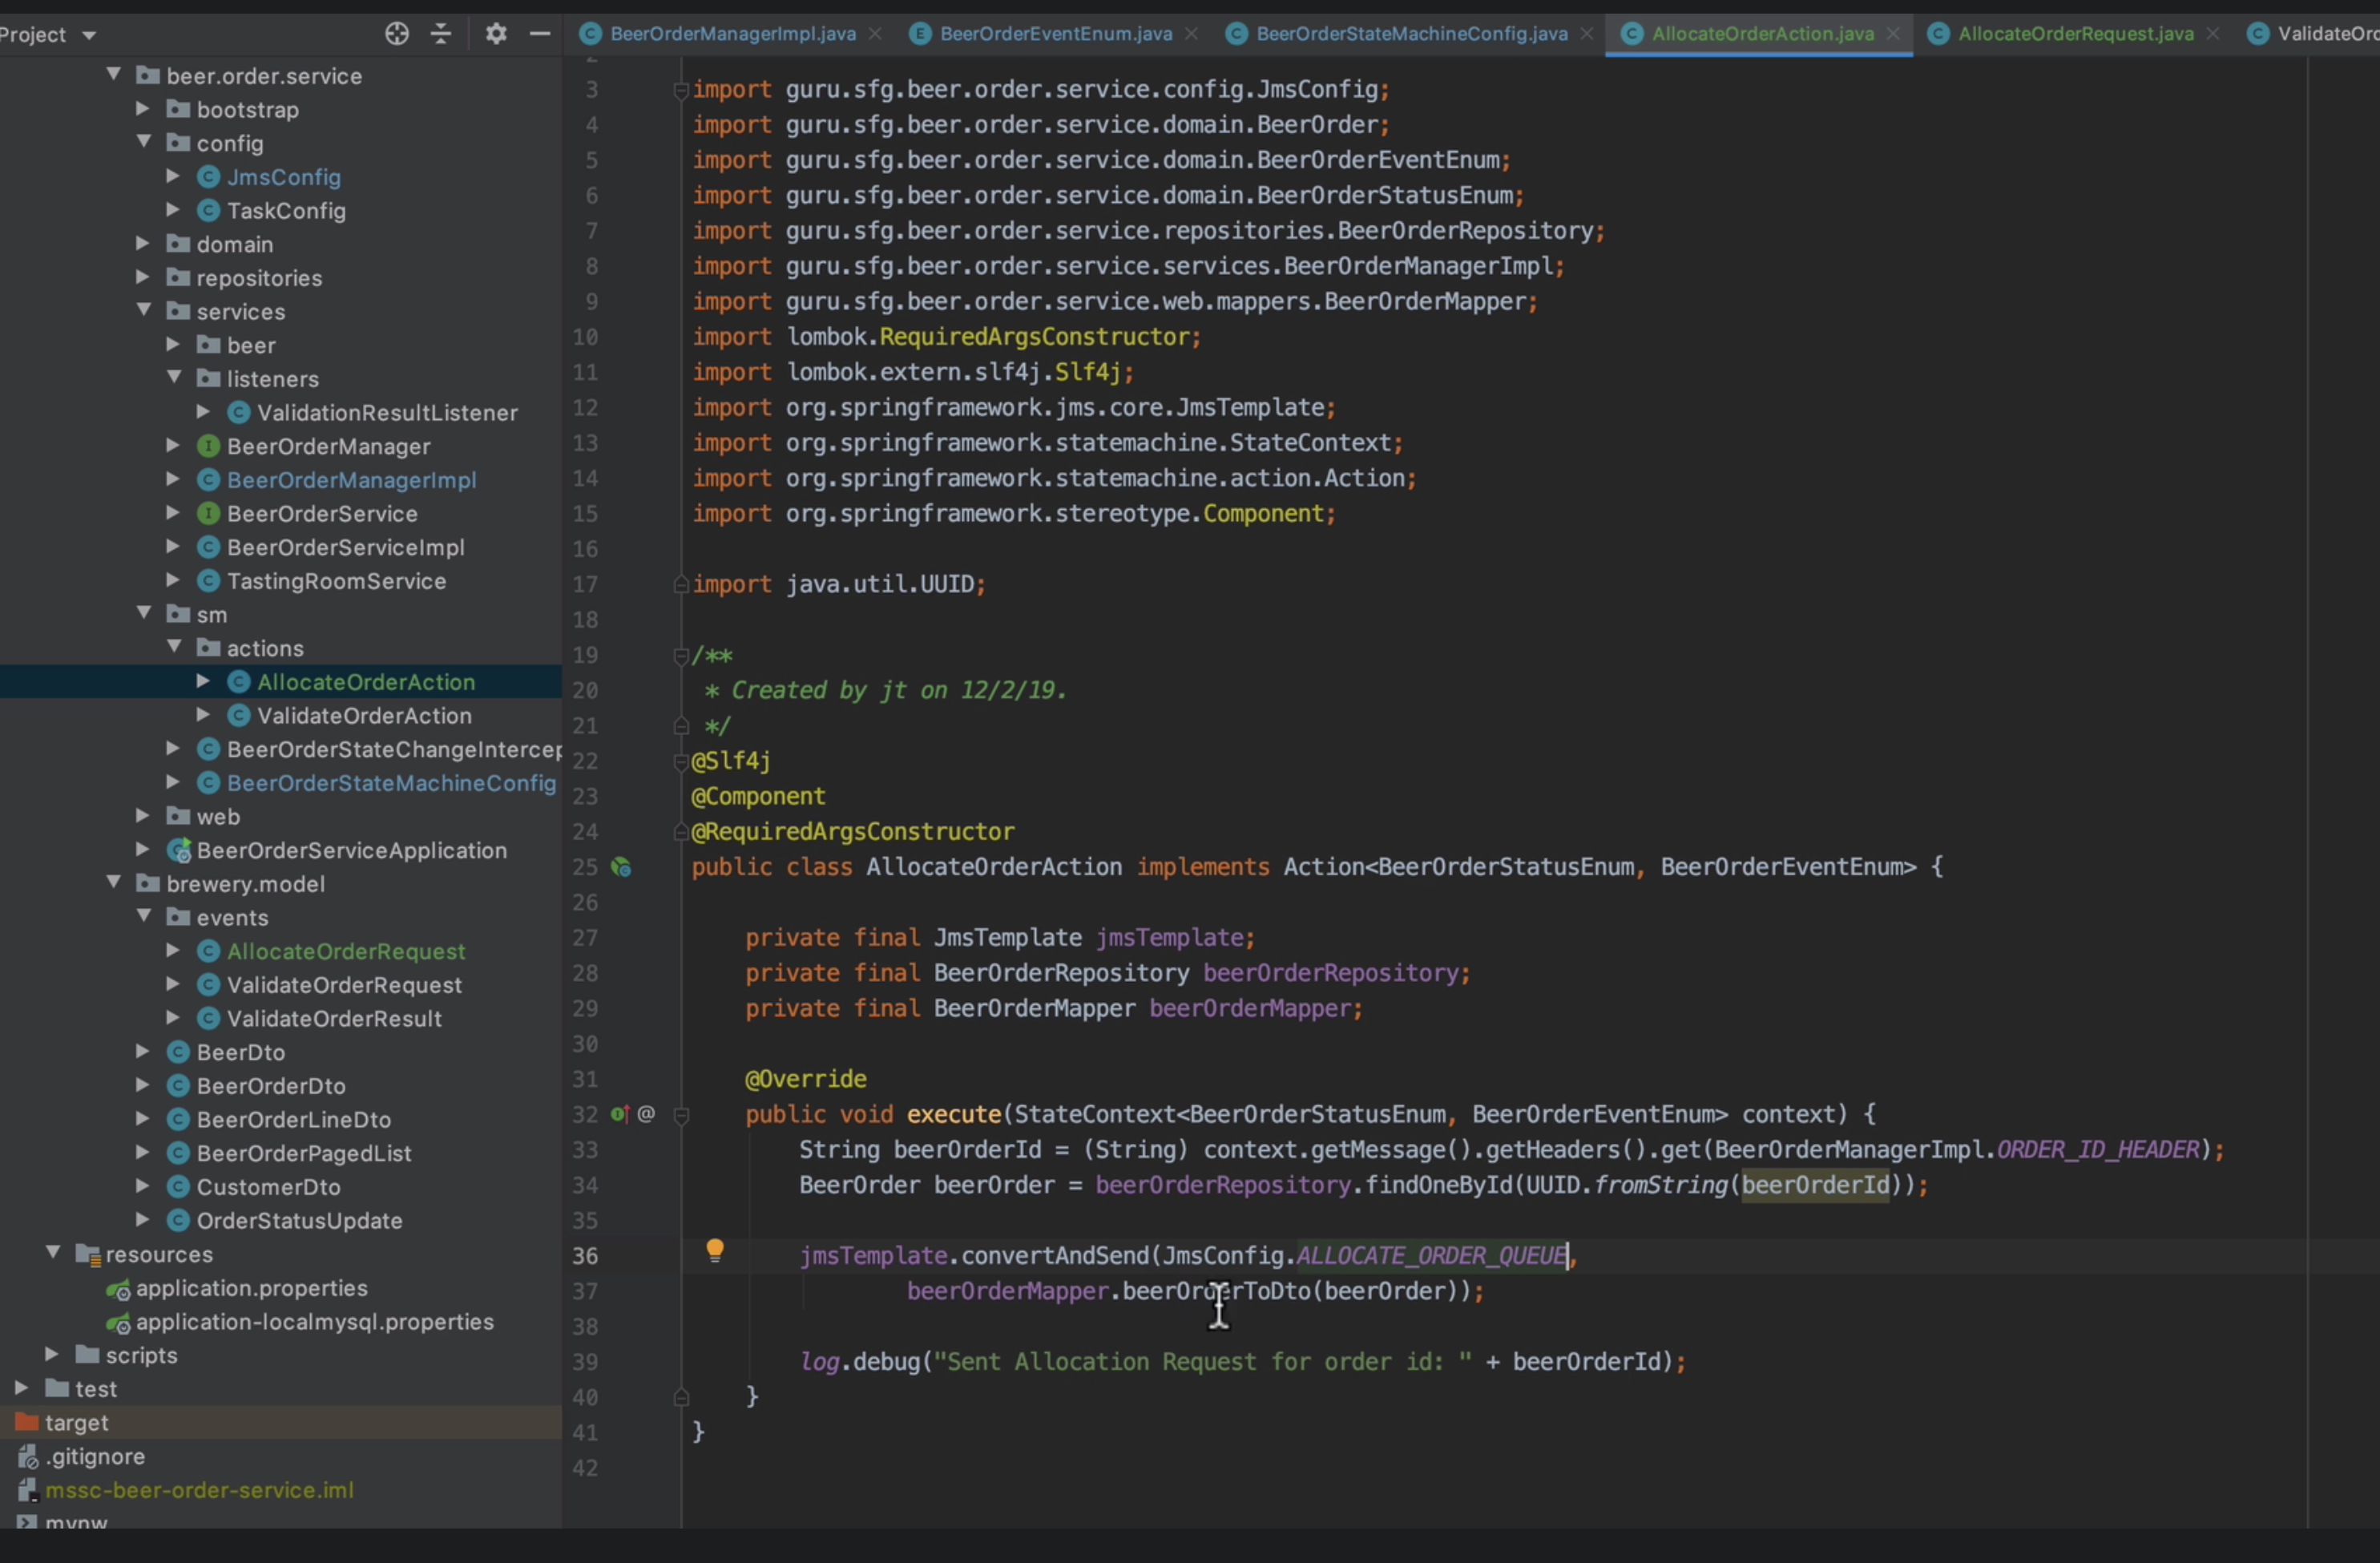 Project
BeerOrderManagerImpl.java
BeerOrderEventEnum.java
BeerOrderStateMachineConfig.java
AllocateOrderAction.java
AllocateOrderRequest.java
ValidateOrd
beer.order.service
bootstrap
config
JmsConfig
TaskConfig
domain
repositories
services
beer
listeners
ValidationResultListener
BeerOrderManager
BeerOrderManagerImpl
BeerOrderService
BeerOrderServiceImpl
TastingRoomService
sm
actions
AllocateOrderAction
ValidateOrderAction
BeerOrderStateChangeIntercep
BeerOrderStateMachineConfig
web
BeerOrderServiceApplication
brewery.model
events
AllocateOrderRequest
ValidateOrderRequest
ValidateOrderResult
BeerDto
BeerOrderDto
BeerOrderLineDto
BeerOrderPagedList
CustomerDto
OrderStatusUpdate
resources
application.properties
application-localmysql.properties
scripts
test
target
.gitignore
mssc-beer-order-service.iml
mvnw
2
3 import guru.sfg.beer.order.service.config.JmsConfig;
4 import guru.sfg.beer.order.service.domain.BeerOrder;
5 import guru.sfg.beer.order.service.domain.BeerOrderEventEnum;
6 import guru.sfg.beer.order.service.domain.BeerOrderStatusEnum;
7 import guru.sfg.beer.order.service.repositories.BeerOrderRepository;
8 import guru.sfg.beer.order.service.services.BeerOrderManagerImpl;
9 import guru.sfg.beer.order.service.web.mappers.BeerOrderMapper;
10 import lombok.RequiredArgsConstructor;
11 import lombok.extern.slf4j.Slf4j;
12 import org.springframework.jms.core.JmsTemplate;
13 import org.springframework.statemachine.StateContext;
14 import org.springframework.statemachine.action.Action;
15 import org.springframework.stereotype.Component;
16
17 import java.util.UUID;
18
19 /**
20 * Created by jt on 12/2/19.
21 */
22 @Slf4j
23 @Component
24 @RequiredArgsConstructor
25 public class AllocateOrderAction implements Action<BeerOrderStatusEnum, BeerOrderEventEnum> {
26
27 private final JmsTemplate jmsTemplate;
28 private final BeerOrderRepository beerOrderRepository;
29 private final BeerOrderMapper beerOrderMapper;
30
31 @Override
32 @ public void execute(StateContext<BeerOrderStatusEnum, BeerOrderEventEnum> context) {
33 String beerOrderId = (String) context.getMessage().getHeaders().get(BeerOrderManagerImpl.ORDER_ID_HEADER);
34 BeerOrder beerOrder = beerOrderRepository.findOneById(UUID.fromString(beerOrderId));
35
36 jmsTemplate.convertAndSend(JmsConfig.ALLOCATE_ORDER_QUEUE,
37 beerOrderMapper.beerOrderToDto(beerOrder));
38
39 log.debug("Sent Allocation Request for order id: " + beerOrderId);
40 }
41 }
42